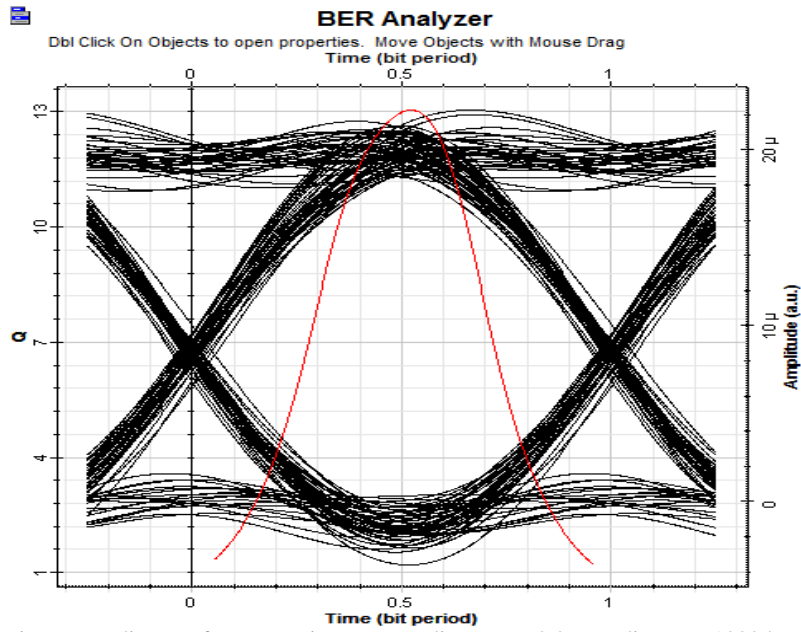 BER Analyzer
Dbl Click On Objects to open properties. Move Objects with Mouse Drag
Time (bit period)
0 0.5 1
13
10
7
4
1
Q
20 µ
10 µ
0
Amplitude (a.u.)
0 0.5 1
Time (bit period)